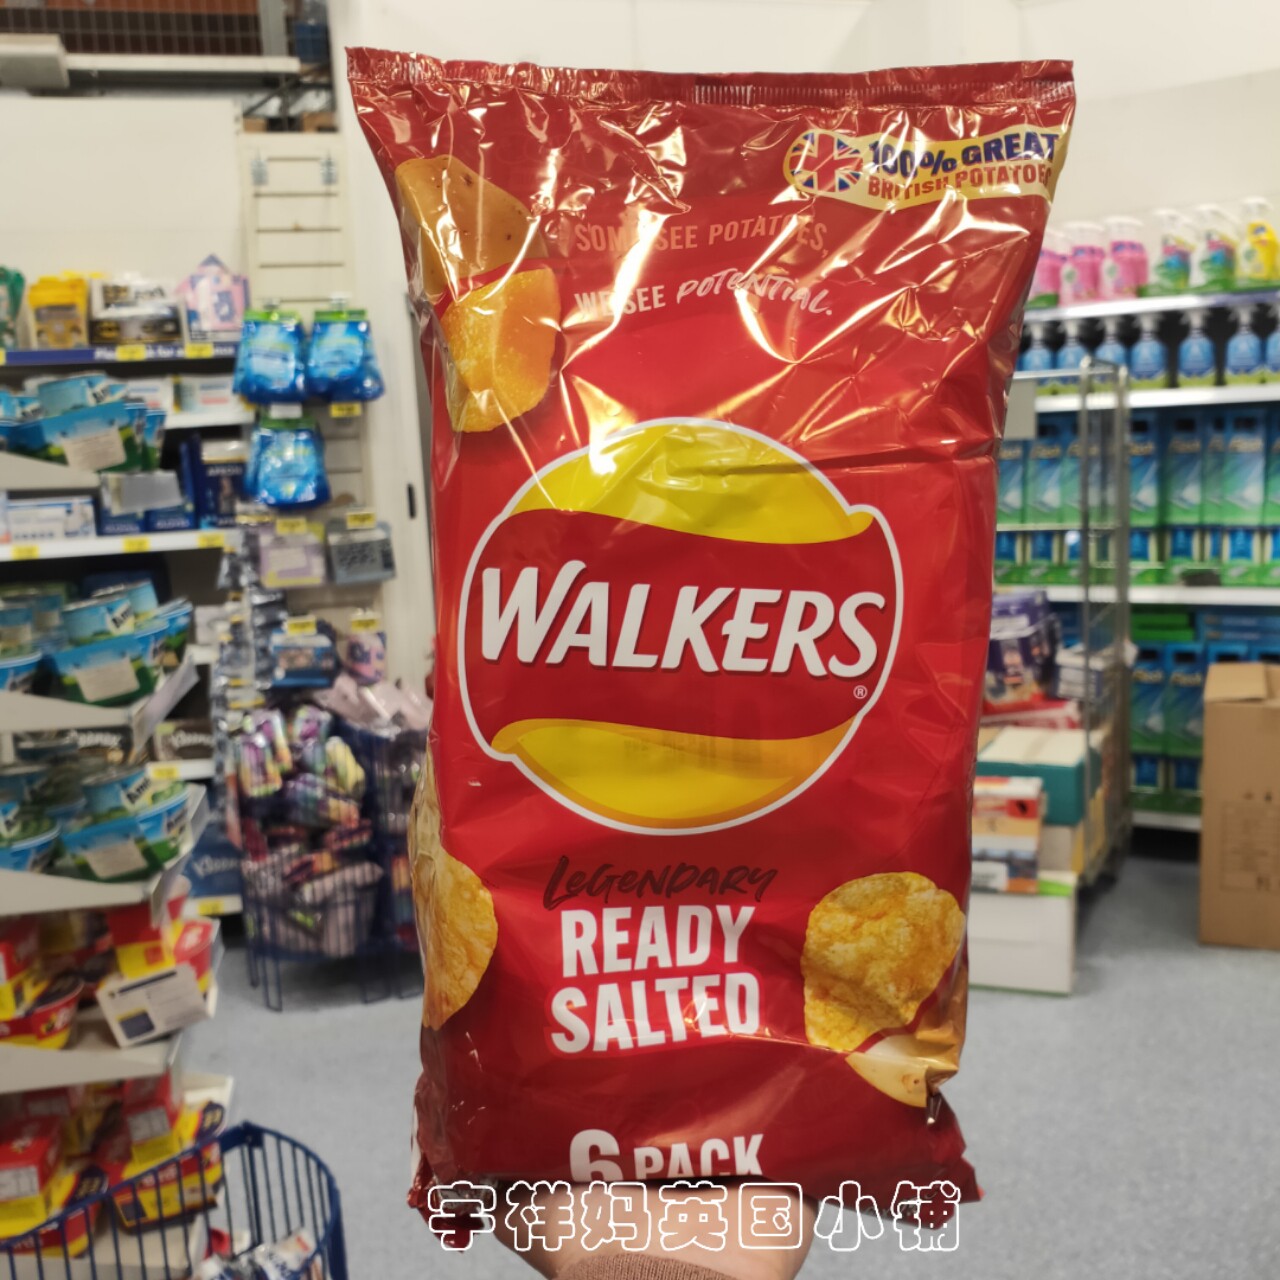 100% GREAT
BRITISH POTATOES
SOME SEE POTATOES,
WE SEE POTENTIAL.
WALKERS
®
LEGENDARY
READY
SALTED
6 PACK
宇祥妈英国小铺